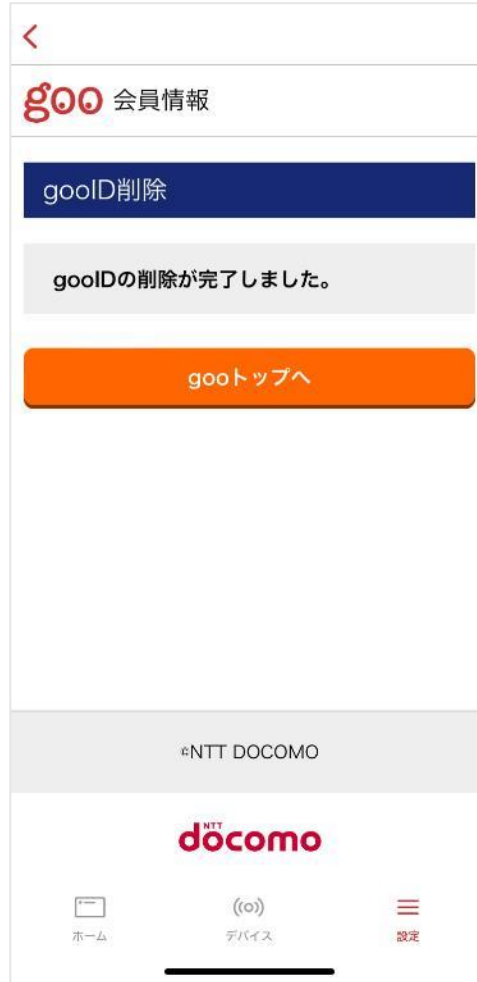 goo 会員情報
gooID削除
gooIDの削除が完了しました。
gooトップへ
©NTT DOCOMO
NTT
docomo
ホーム デバイス 設定